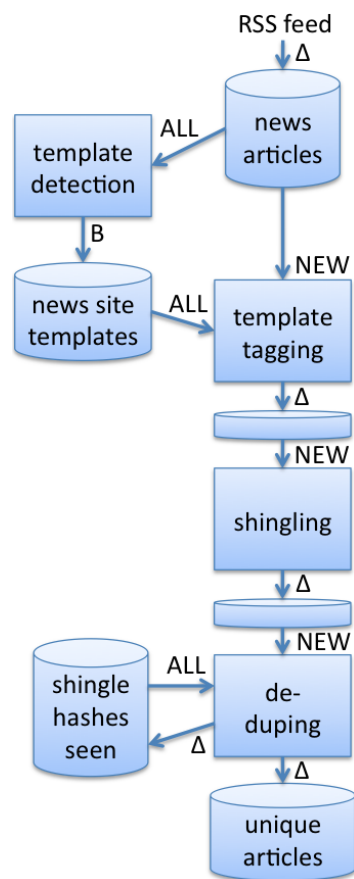 RSS feed
Δ
news
articles
ALL
template
detection
B
NEW
news site
templates
ALL
template
tagging
Δ
NEW
shingling
Δ
NEW
shingle
hashes
seen
ALL
de-
duping
Δ
Δ
unique
articles